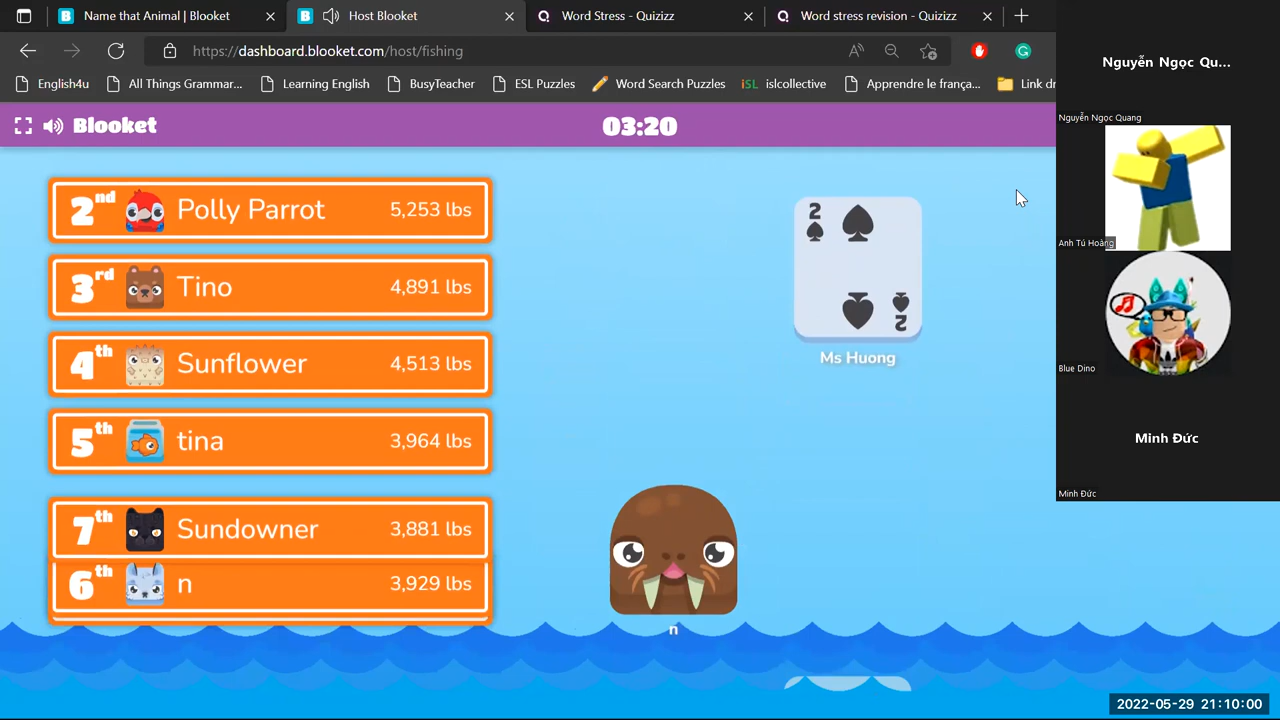 Name that Animal | Blooket
Host Blooket
Word Stress - Quizizz
Word stress revision - Quizizz
https://dashboard.blooket.com/host/fishing
English4u
All Things Grammar...
Learning English
BusyTeacher
ESL Puzzles
Word Search Puzzles
iSL islcollective
Apprendre le frança...
Link dr
Blooket
03:20
2nd Polly Parrot 5,253 lbs
3rd Tino 4,891 lbs
4th Sunflower 4,513 lbs
5th tina 3,964 lbs
7th Sundowner 3,881 lbs
6th n 3,929 lbs
2
2
Ms Huong
n
Nguyễn Ngọc Qu...
Nguyễn Ngọc Quang
Anh Tú Hoàng
Blue Dino
Minh Đức
Minh Đức
2022-05-29 21:10:00